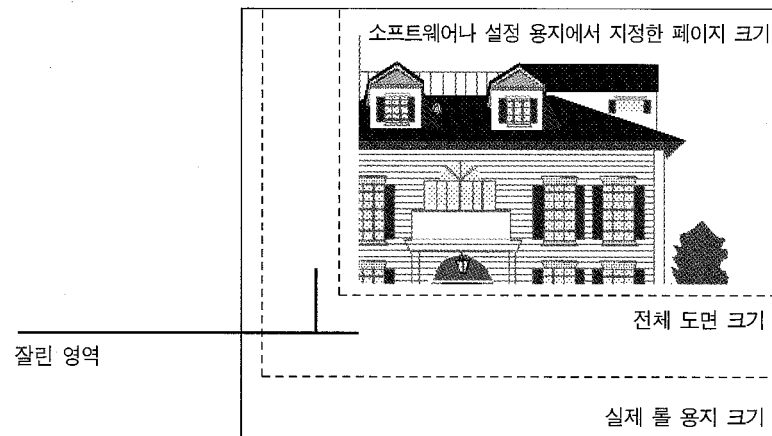 소프트웨어나 설정 용지에서 지정한 페이지 크기
전체 도면 크기
잘린 영역
실제 롤 용지 크기